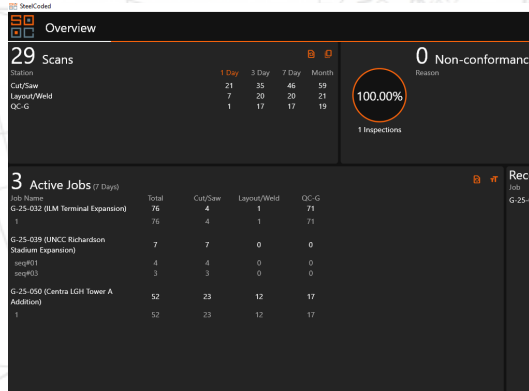 SteelCoded
Overview
29 Scans
Station 1 Day 3 Day 7 Day Month
Cut/Saw 21 35 46 59
Layout/Weld 7 20 20 21
QC-G 1 17 17 19
0 Non-conformanc
Reason
100.00%
1 Inspections
3 Active Jobs (7 Days)
Job Name Total Cut/Saw Layout/Weld QC-G
G-25-032 (ILM Terminal Expansion) 76 4 1 71
1 76 4 1 71
G-25-039 (UNCC Richardson
Stadium Expansion) 7 7 0 0
seq#01 4 4 0 0
seq#03 3 3 0 0
G-25-050 (Centra LGH Tower A
Addition) 52 23 12 17
1 52 23 12 17
Rec
Job
G-25-